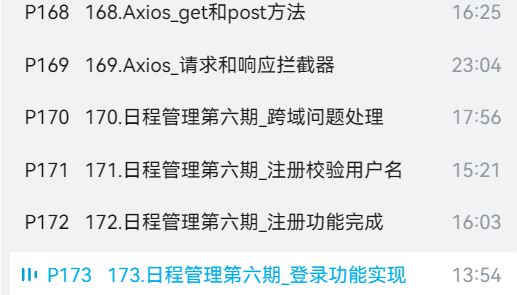 P168 168.Axios_get和post方法 16:25
P169 169.Axios_请求和响应拦截器 23:04
P170 170.日程管理第六期_跨域问题处理 17:56
P171 171.日程管理第六期_注册校验用户名 15:21
P172 172.日程管理第六期_注册功能完成 16:03
P173 173.日程管理第六期_登录功能实现 13:54